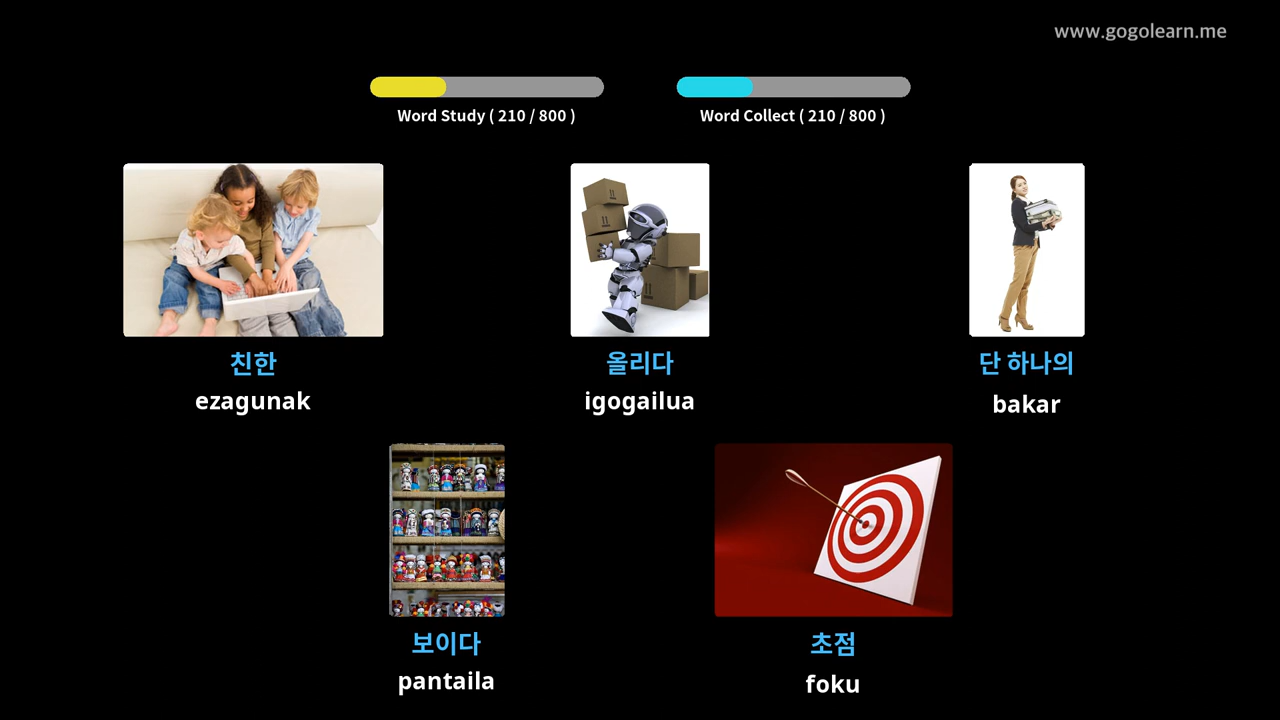 www.gogolearn.me
Word Study ( 210 / 800 )
Word Collect ( 210 / 800 )
친한
ezagunak
올리다
igogailua
단 하나의
bakar
보이다
pantaila
초점
foku